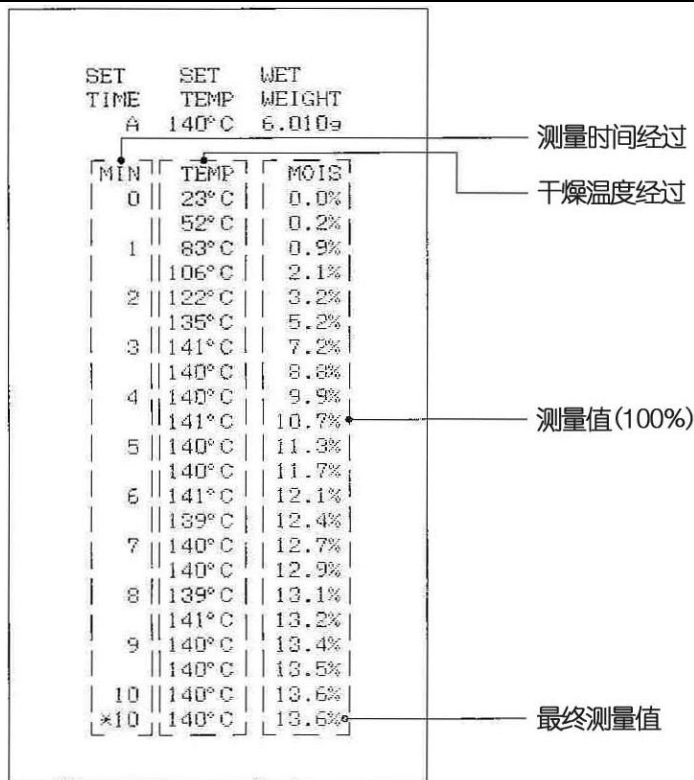 SET SET WET
TIME TEMP WEIGHT
A 140°C 6.010g
测量时间经过
MIN TEMP MOIS
干燥温度经过
0 23°C 0.0%
52°C 0.2%
1 83°C 0.9%
106°C 2.1%
2 122°C 3.2%
135°C 5.2%
3 141°C 7.2%
140°C 8.8%
4 140°C 9.9%
141°C 10.7% 测量值(100%)
5 140°C 11.3%
140°C 11.7%
6 141°C 12.1%
139°C 12.4%
7 140°C 12.7%
140°C 12.9%
8 139°C 13.1%
141°C 13.2%
9 140°C 13.4%
140°C 13.5%
10 140°C 13.6%
*10 140°C 13.6% 最终测量值